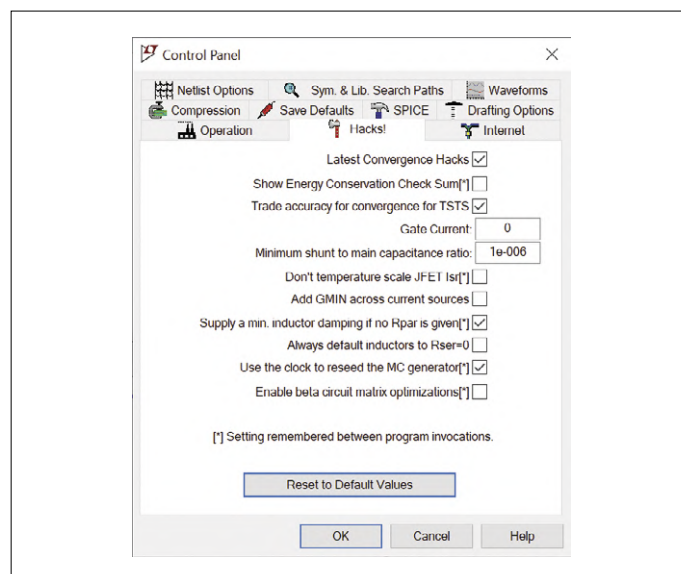 Control Panel
Netlist Options
Sym. & Lib. Search Paths
Waveforms
Compression
Save Defaults
SPICE
Drafting Options
Operation
Hacks!
Internet
Latest Convergence Hacks
Show Energy Conservation Check Sum[*]
Trade accuracy for convergence for TSTS
Gate Current: 0
Minimum shunt to main capacitance ratio: 1e-006
Don't temperature scale JFET Isr[*]
Add GMIN across current sources
Supply a min. inductor damping if no Rpar is given[*]
Always default inductors to Rser=0
Use the clock to reseed the MC generator[*]
Enable beta circuit matrix optimizations[*]
[*] Setting remembered between program invocations.
Reset to Default Values
OK
Cancel
Help